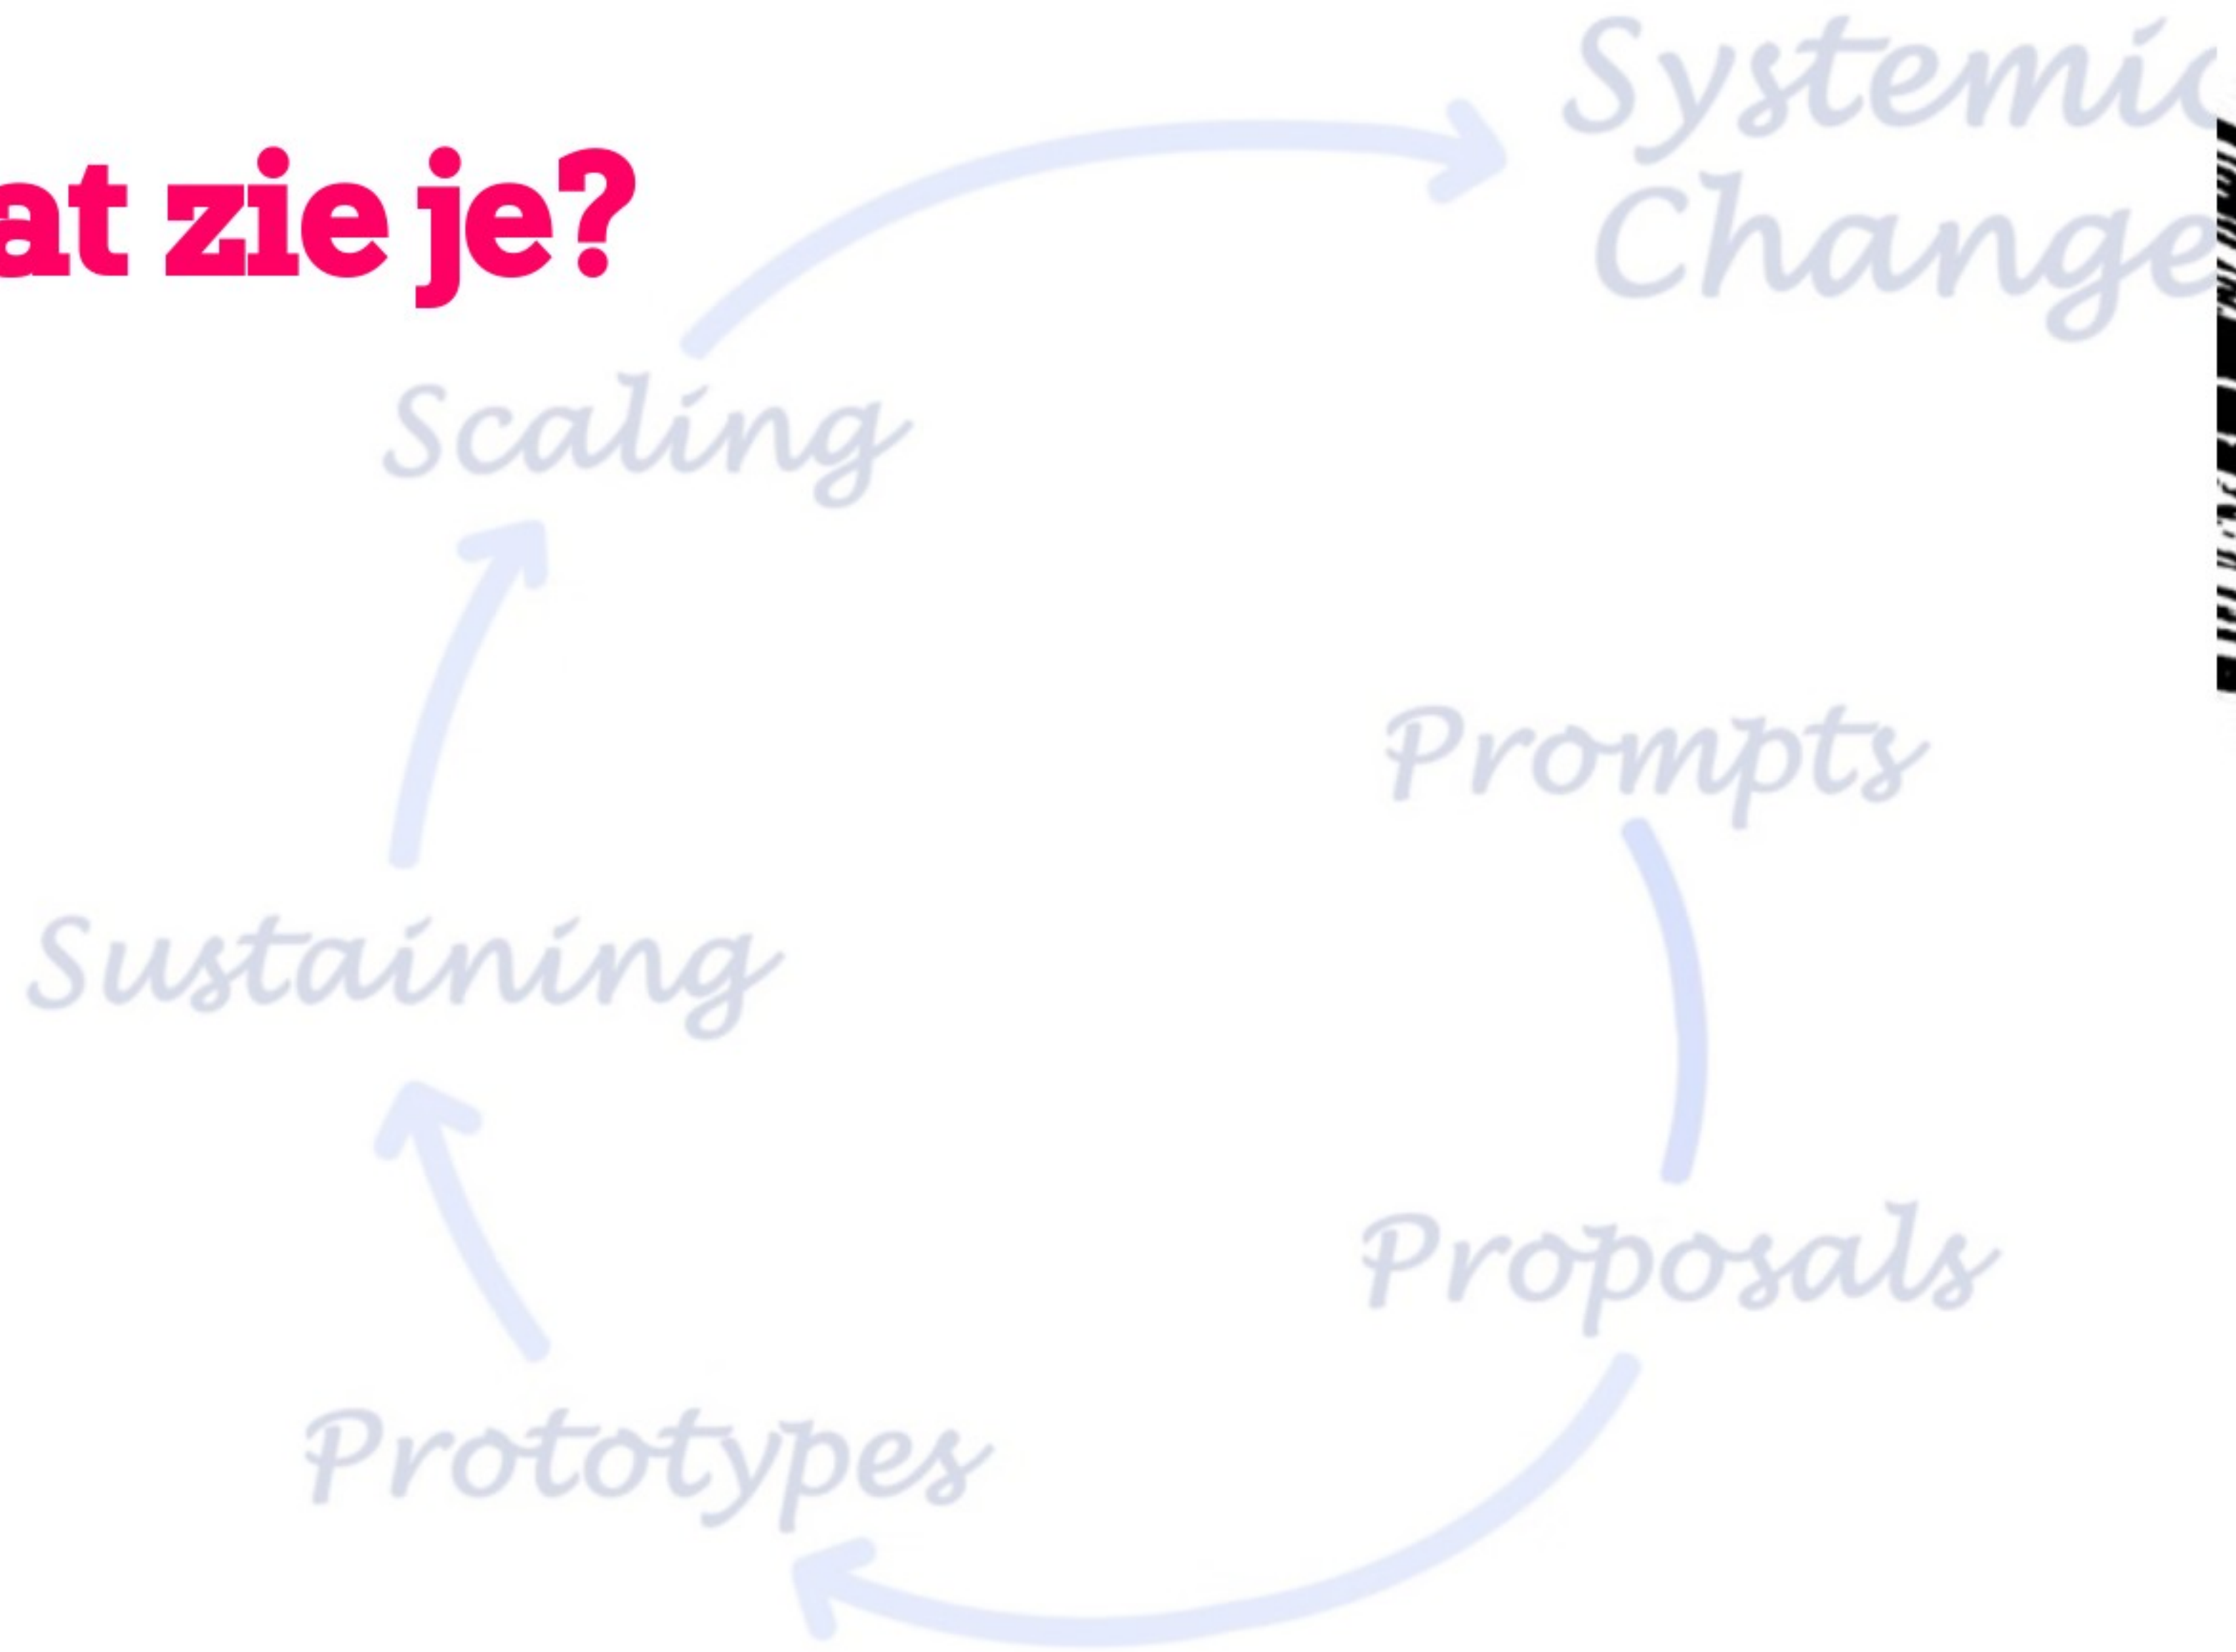 at zie je?
Systemic
Change
Scaling
Prompts
Sustaining
Proposals
Prototypes